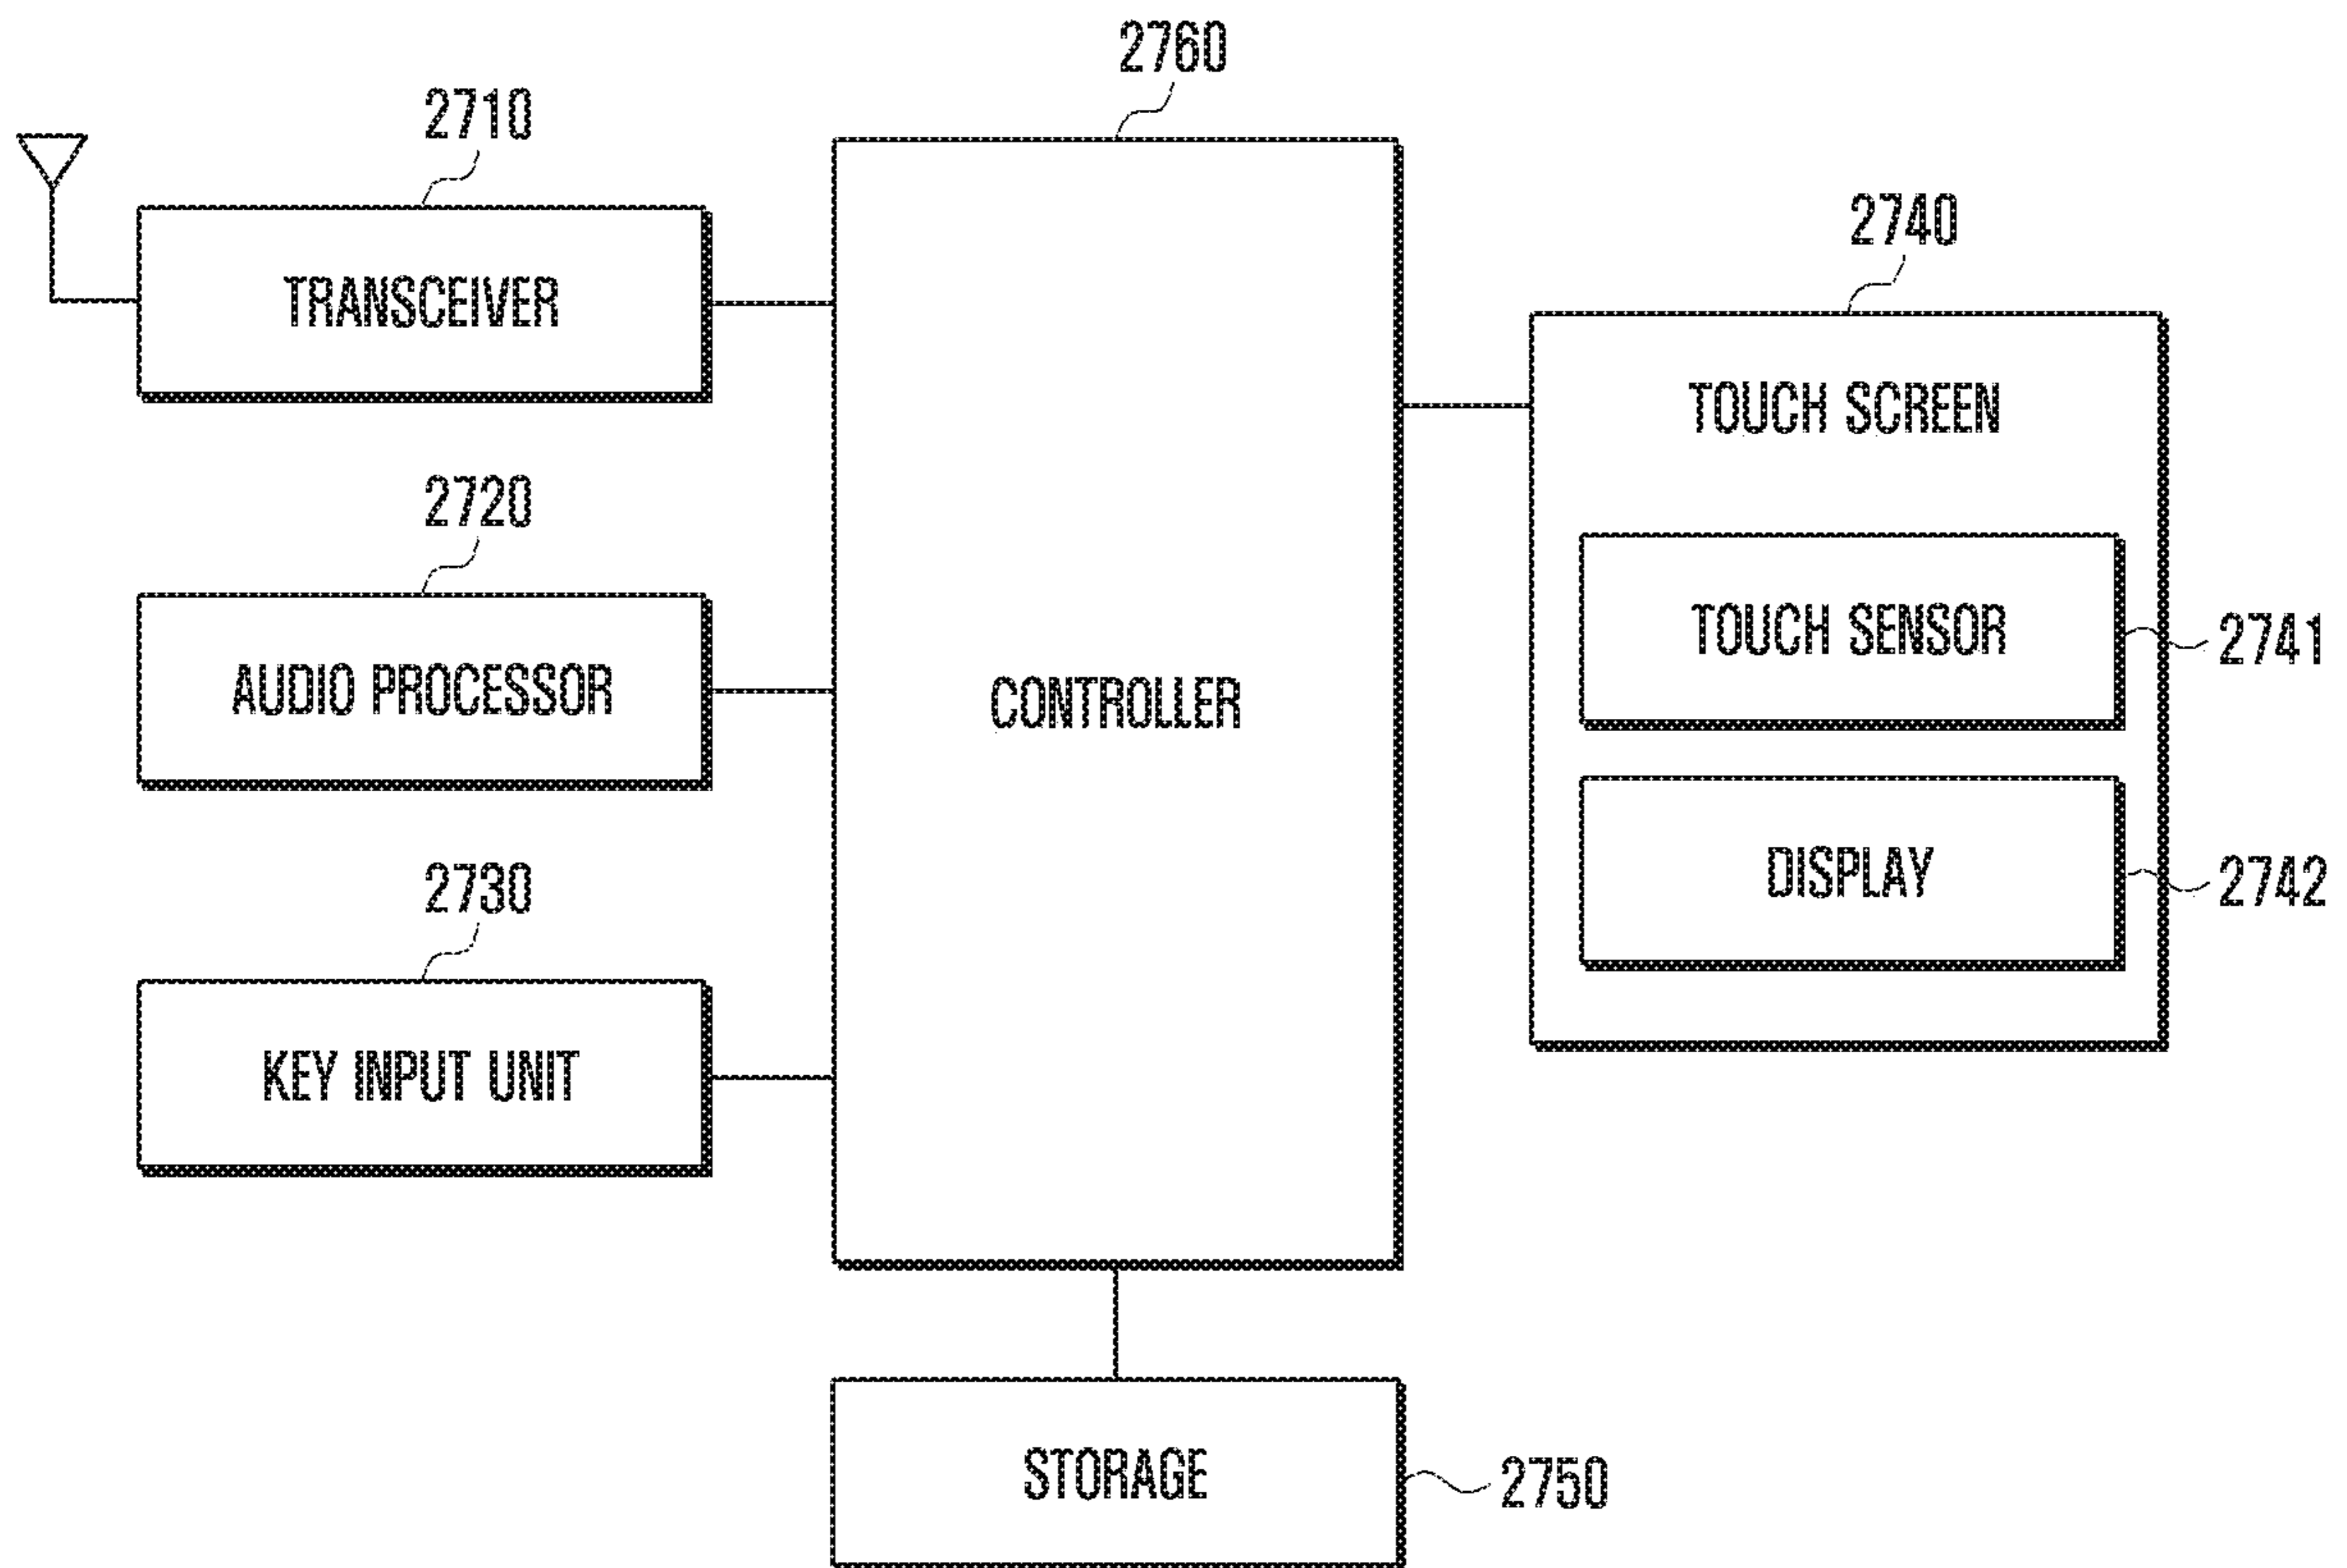 2760
2710
TRANSCEIVER
2740
TOUCH SCREEN
2720
AUDIO PROCESSOR
TOUCH SENSOR
2741
CONTROLLER
DISPLAY
2742
2730
KEY INPUT UNIT
STORAGE
2750